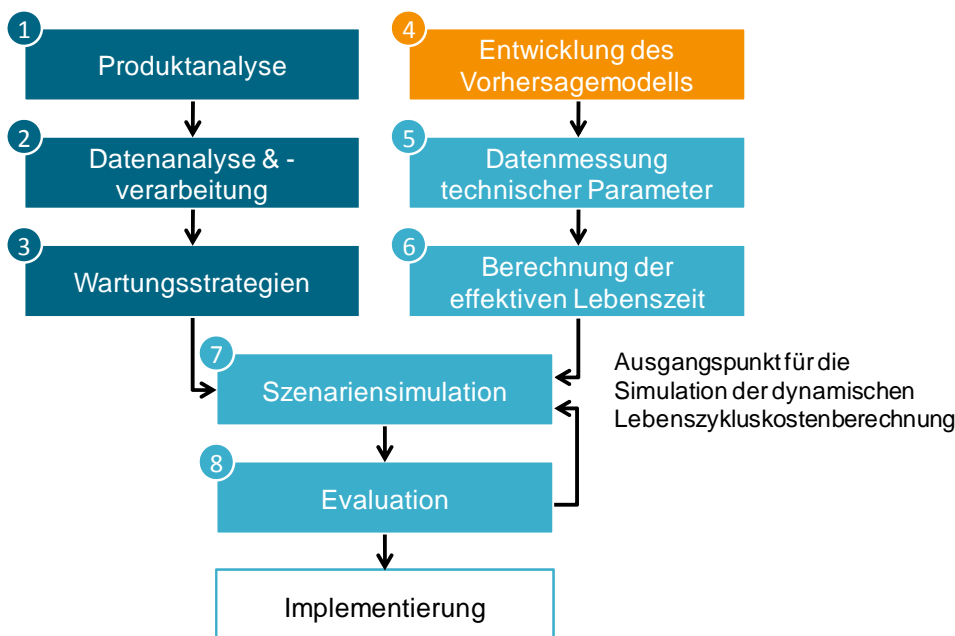 1
Produktanalyse
2
Datenanalyse & -
verarbeitung
3
Wartungsstrategien
4
Entwicklung des
Vorhersagemodells
5
Datenmessung
technischer Parameter
6
Berechnung der
effektiven Lebenszeit
7
Szenariensimulation
Ausgangspunkt für die
Simulation der dynamischen
Lebenszykluskostenberechnung
8
Evaluation
Implementierung